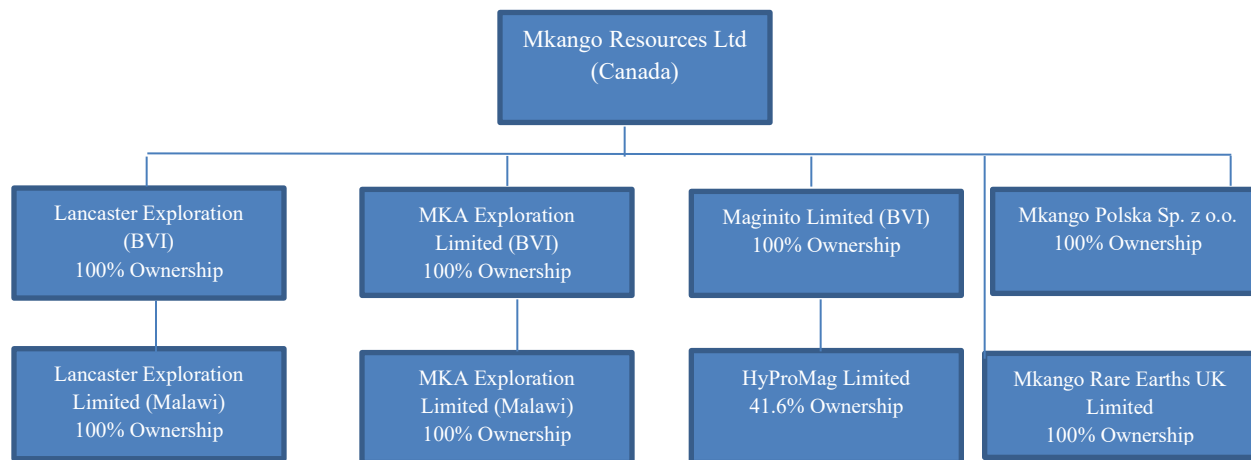 Mkango Resources Ltd
(Canada)
Lancaster Exploration
(BVI)
100% Ownership
MKA Exploration
Limited (BVI)
100% Ownership
Maginito Limited (BVI)
100% Ownership
Mkango Polska Sp. z o.o.
100% Ownership
Lancaster Exploration
Limited (Malawi)
100% Ownership
MKA Exploration
Limited (Malawi)
100% Ownership
HyProMag Limited
41.6% Ownership
Mkango Rare Earths UK
Limited
100% Ownership